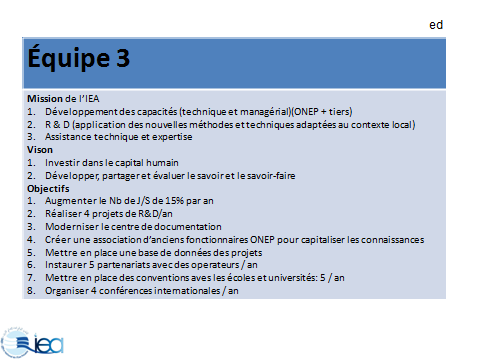 ed
Équipe 3
Mission de l'IEA
1. Développement des capacités (technique et managérial)(ONEP + tiers)
2. R & D (application des nouvelles méthodes et techniques adaptées au contexte local)
3. Assistance technique et expertise
Vison
1. Investir dans le capital humain
2. Développer, partager et évaluer le savoir et le savoir-faire
Objectifs
1. Augmenter le Nb de J/S de 15% par an
2. Réaliser 4 projets de R&D/an
3. Moderniser le centre de documentation
4. Créer une association d'anciens fonctionnaires ONEP pour capitaliser les connaissances
5. Mettre en place une base de données des projets
6. Instaurer 5 partenariats avec des operateurs / an
7. Mettre en place des conventions aves les écoles et universités: 5 / an
8. Organiser 4 conférences internationales / an
iea